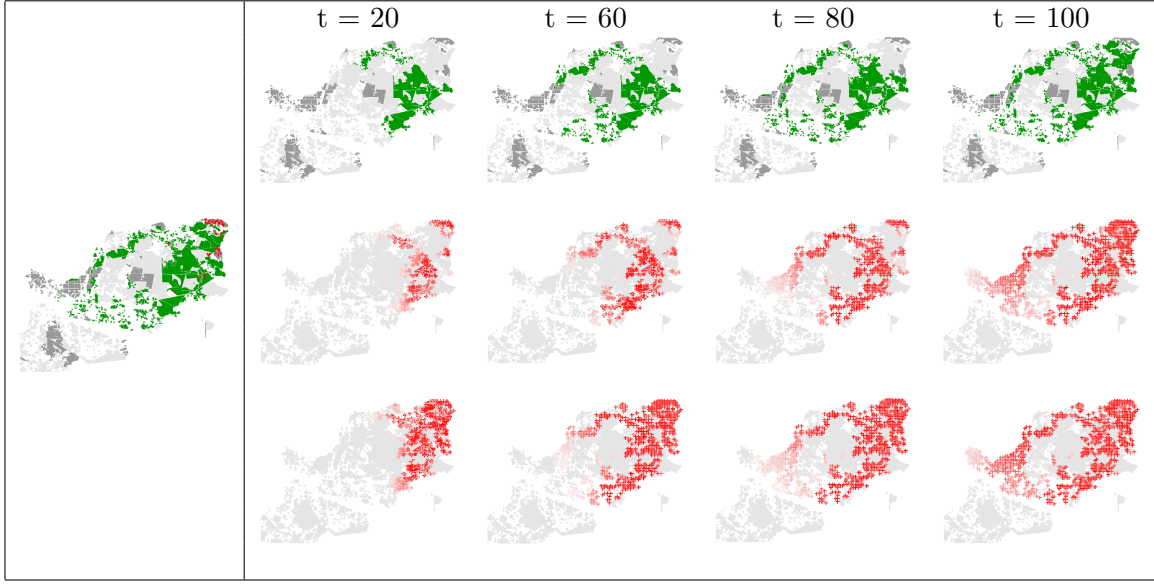 t = 20 t = 60 t = 80 t = 100